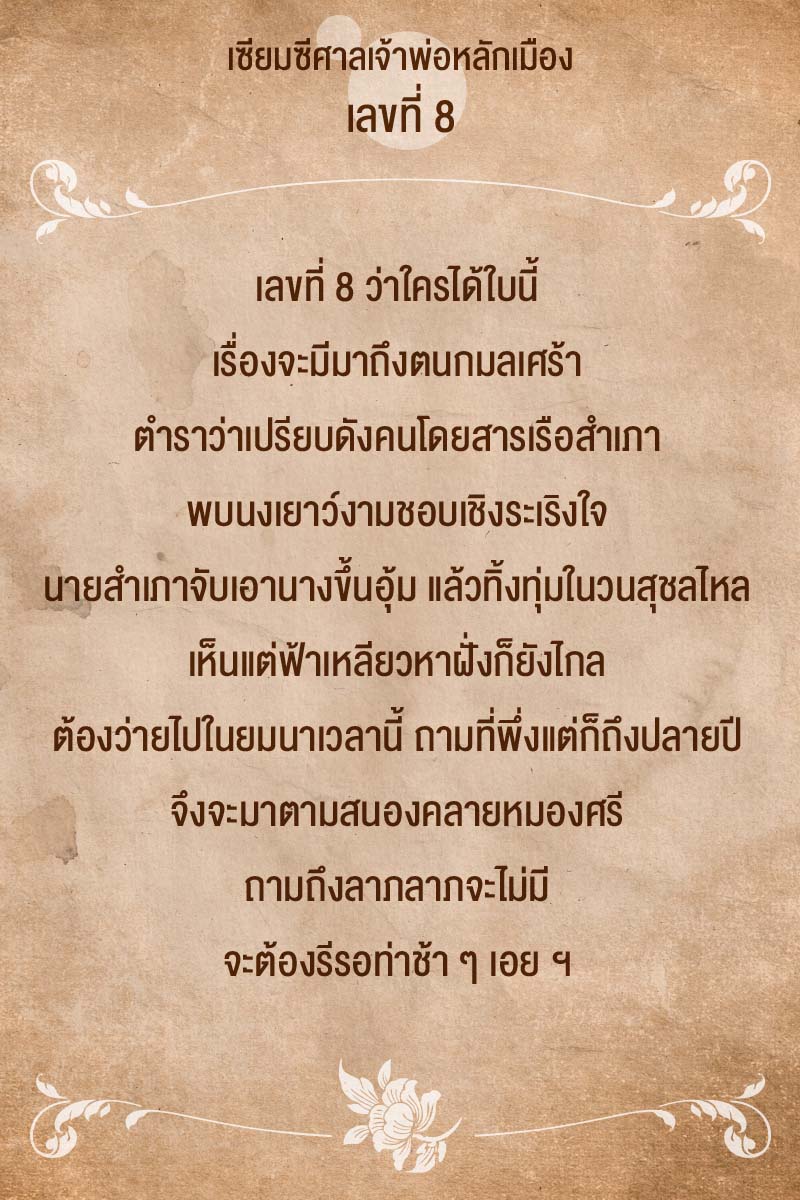 เซียมซีศาลเจ้าพ่อหลักเมือง
เลขที่ 8
เลขที่ 8 ว่าใครได้ใบนี้
เรื่องจะมีมาถึงตนกมลเศร้า
ตำราว่าเปรียบดังคนโดยสารเรือสำเภา
พบนงเยาว์งามชอบเชิงระเริงใจ
นายสำเภาจับเอานางขึ้นอุ้ม แล้วทิ้งทุ่มในวนสุชลไหล
เห็นแต่ฟ้าเหลียวหาฝั่งก็ยังไกล
ต้องว่ายไปในยมนาเวลานี้ ถามที่พึ่งแต่ก็ถึงปลายปี
จึงจะมาตามสนองคลายหมองศรี
ถามถึงลาภลาภจะไม่มี
จะต้องรีรอท่าช้า ๆ เอย ฯ